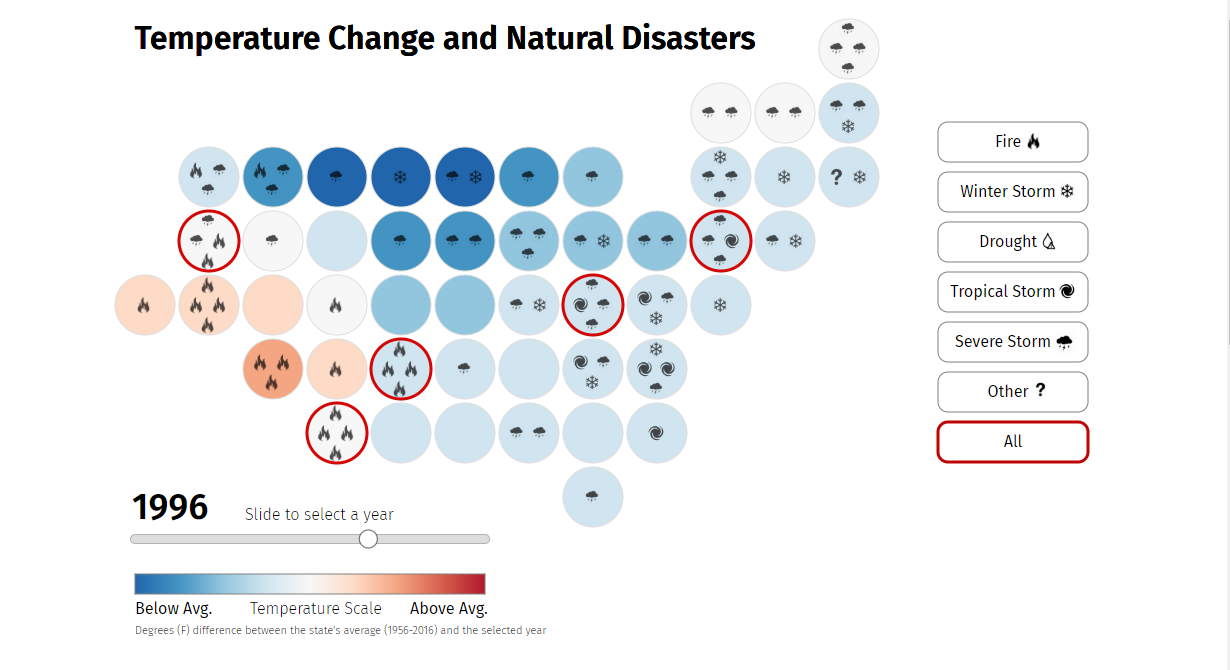 Temperature Change and Natural Disasters
Fire
Winter Storm
Drought
Tropical Storm
Severe Storm
Other ?
All
?
1996
Slide to select a year
Below Avg. Temperature Scale Above Avg.
Degrees (F) difference between the state's average (1956-2016) and the selected year